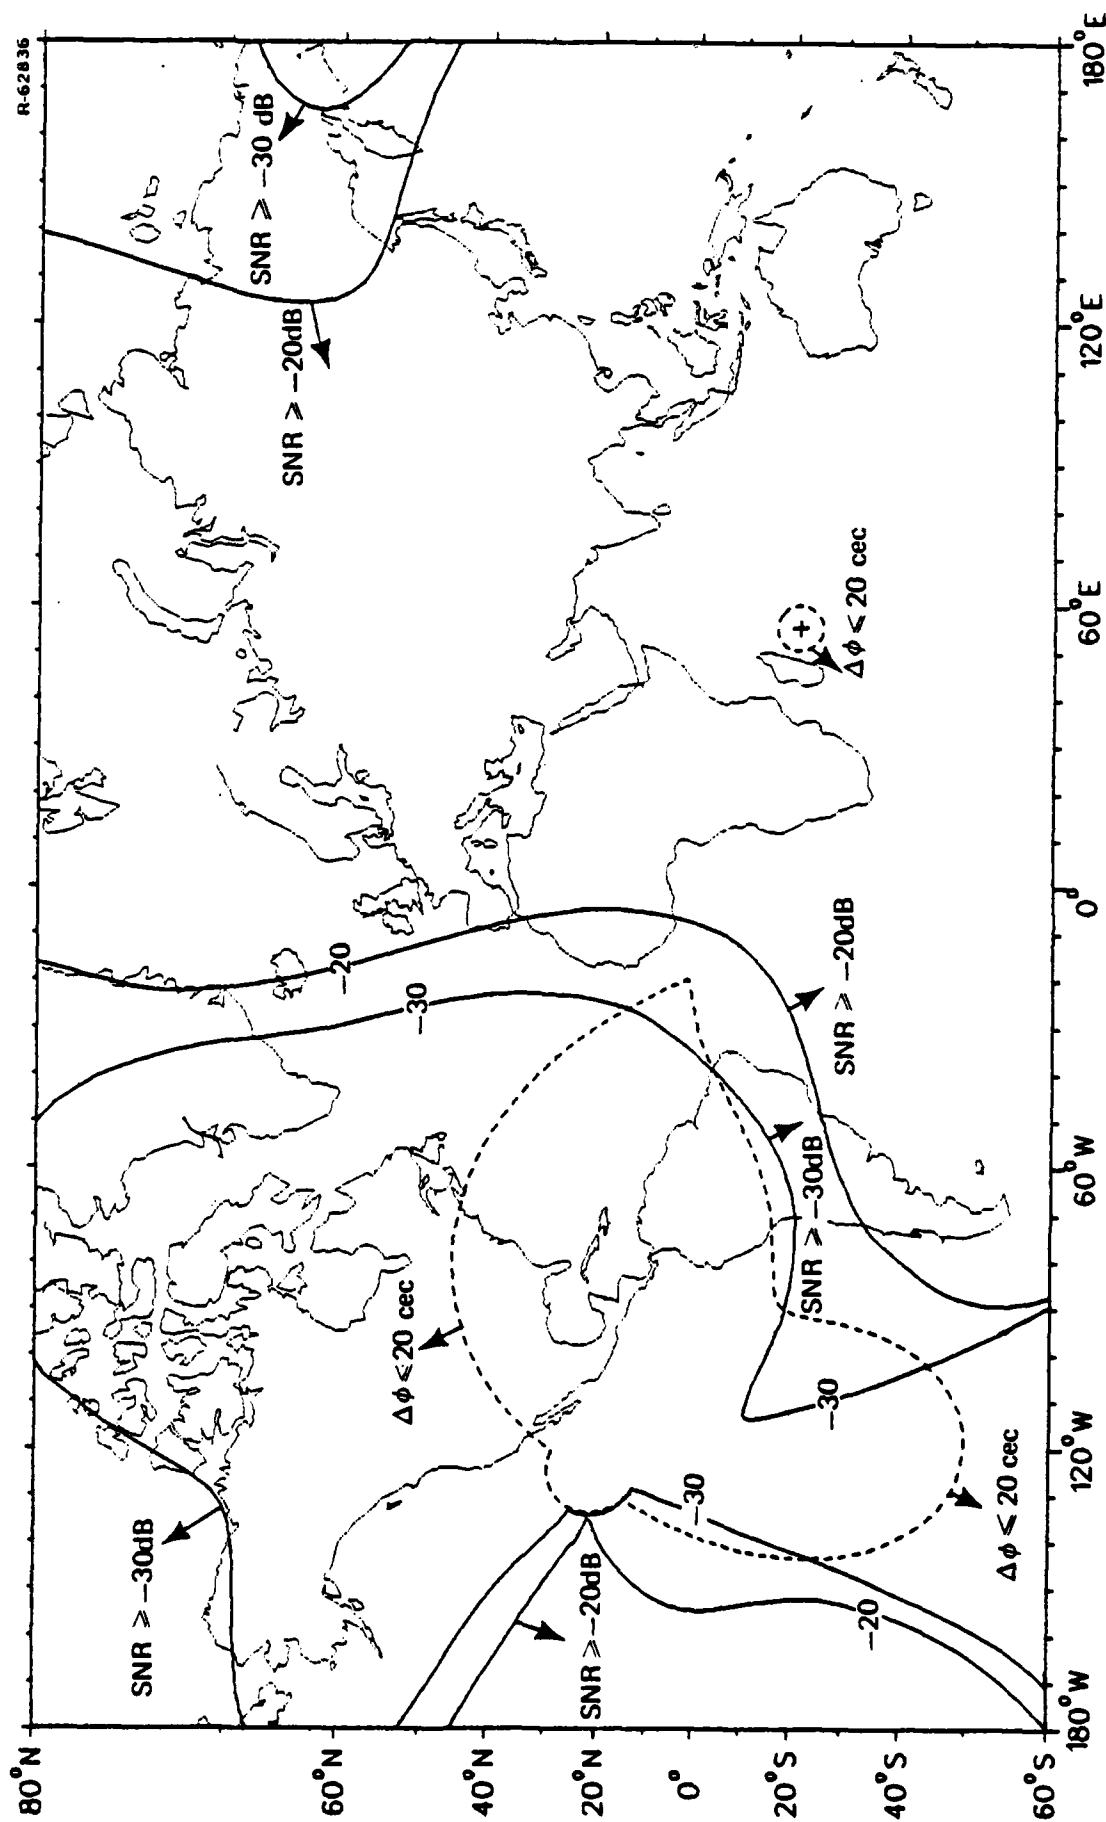 R-62836
80°N
60°N
40°N
20°N
0°
20°S
40°S
60°S
180°W
120°W
60°W
0°
60°E
120°E
180°E
SNR ⩾ -30dB
SNR ⩾ -20dB
Δφ ⩽ 20 cec
Δφ ⩽ 20 cec
-30
-20
-30
-20
-30
SNR ⩾ -30dB
SNR ⩾ -20dB
Δφ ⩽ 20 cec
SNR ⩾ -20dB
SNR ⩾ -30 dB
+